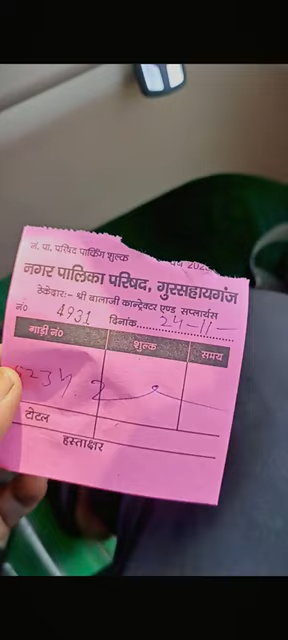 न. पा. परिषद पार्किंग शुल्क
नगर पालिका परिषद, गुरसहायगंज
ठेकेदार:- श्री बालाजी कान्ट्रेक्टर एण्ड सप्लायर्स
नं० 4931 दिनांक 24-11-
गाड़ी नं० शुल्क समय
टोटल
हस्ताक्षर